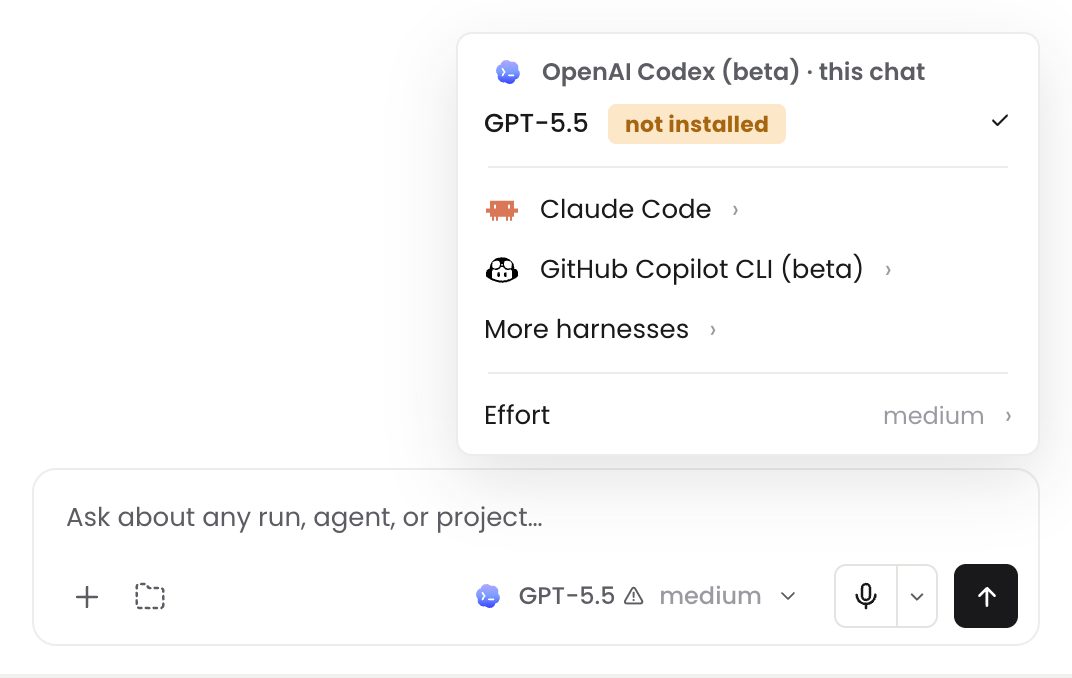 OpenAI Codex (beta) · this chat
GPT-5.5 not installed
Claude Code
GitHub Copilot CLI (beta)
More harnesses
Effort medium
Ask about any run, agent, or project...
GPT-5.5 medium